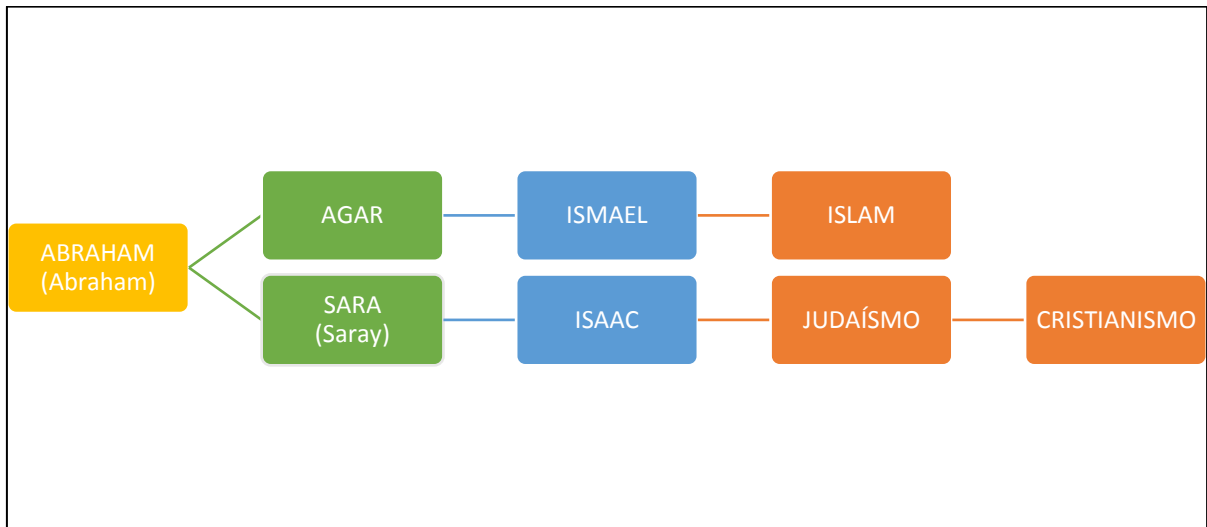 ABRAHAM
(Abraham)
AGAR
ISMAEL
ISLAM
SARA
(Saray)
ISAAC
JUDAÍSMO
CRISTIANISMO